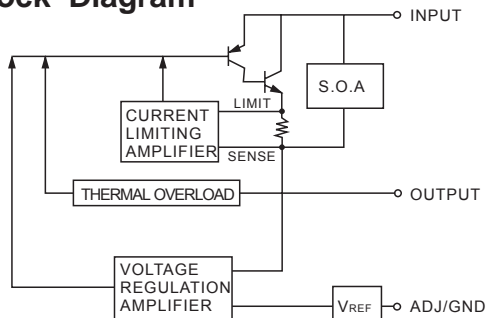 ock Diagram
INPUT
S.O.A
LIMIT
CURRENT
LIMITING
AMPLIFIER
SENSE
THERMAL OVERLOAD
OUTPUT
VOLTAGE
REGULATION
AMPLIFIER
VREF
ADJ/GND